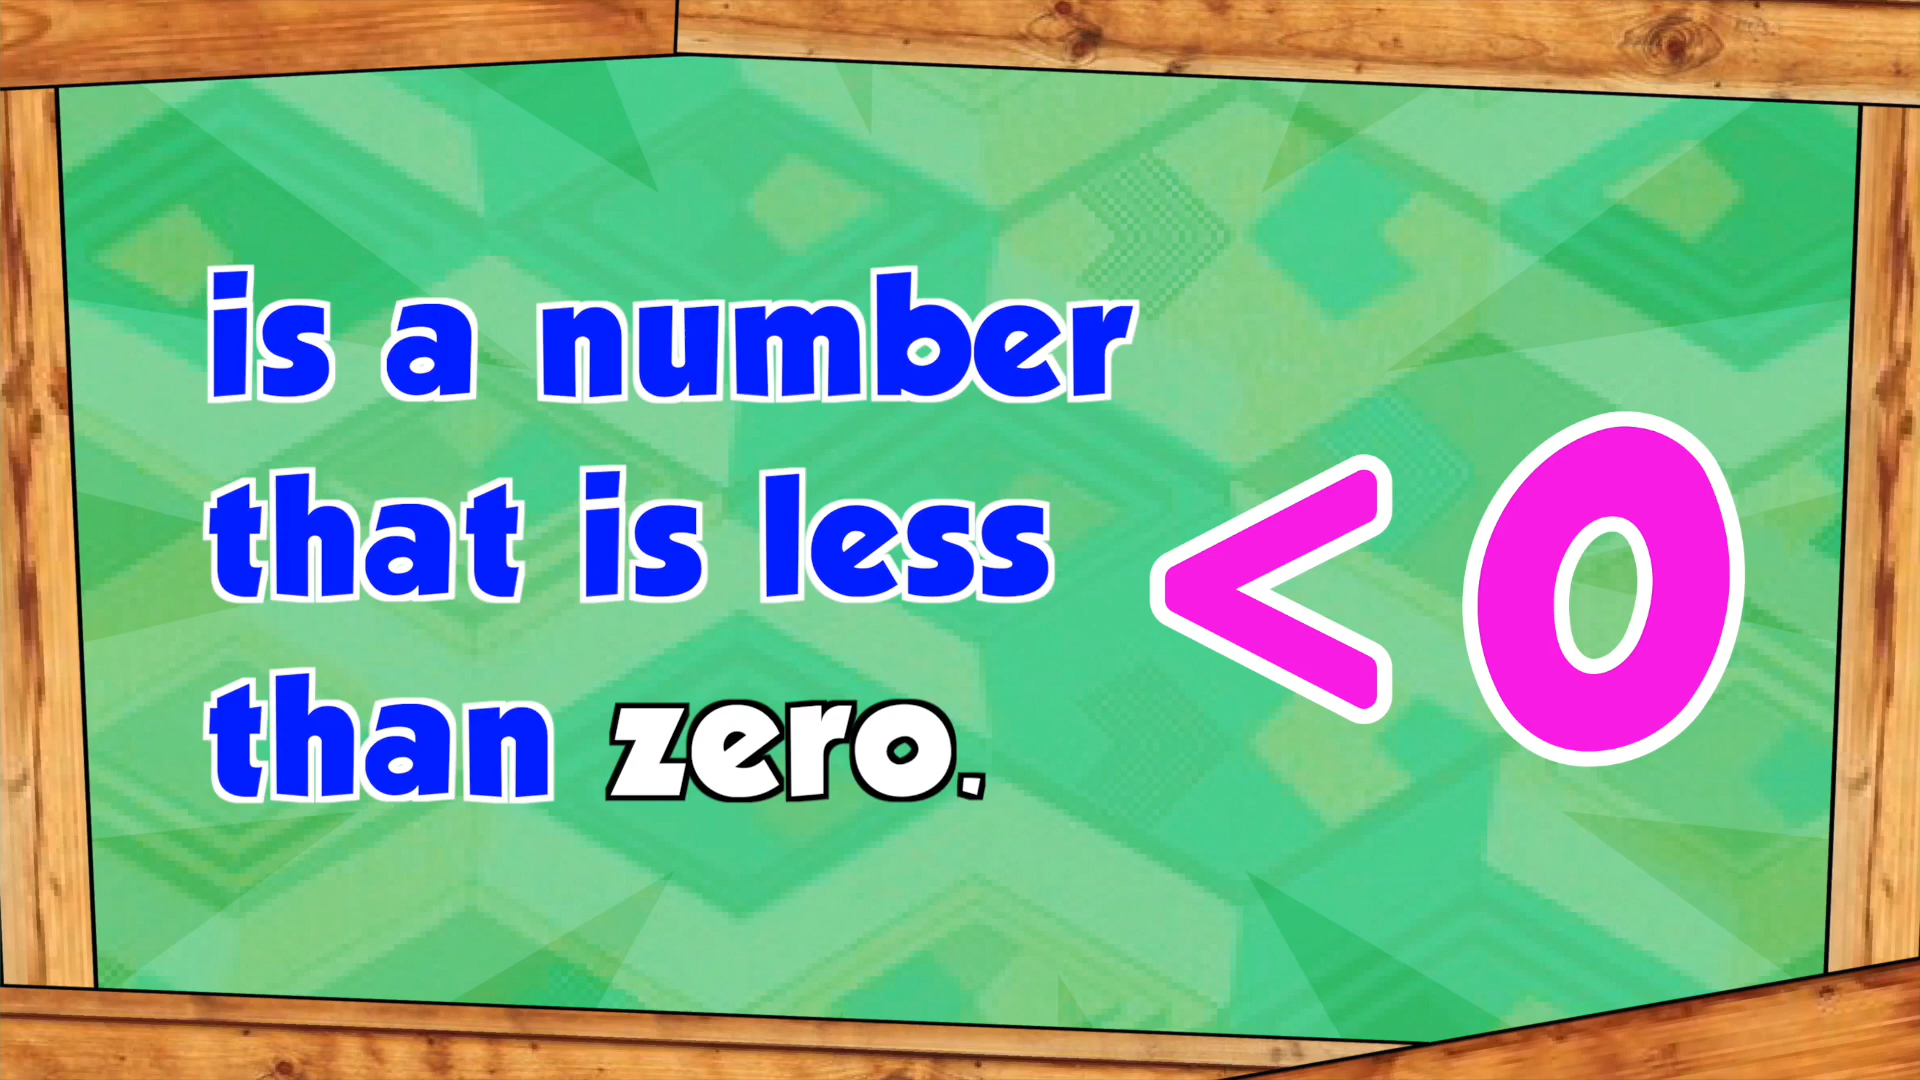 is a number
that is less
than zero.
<0